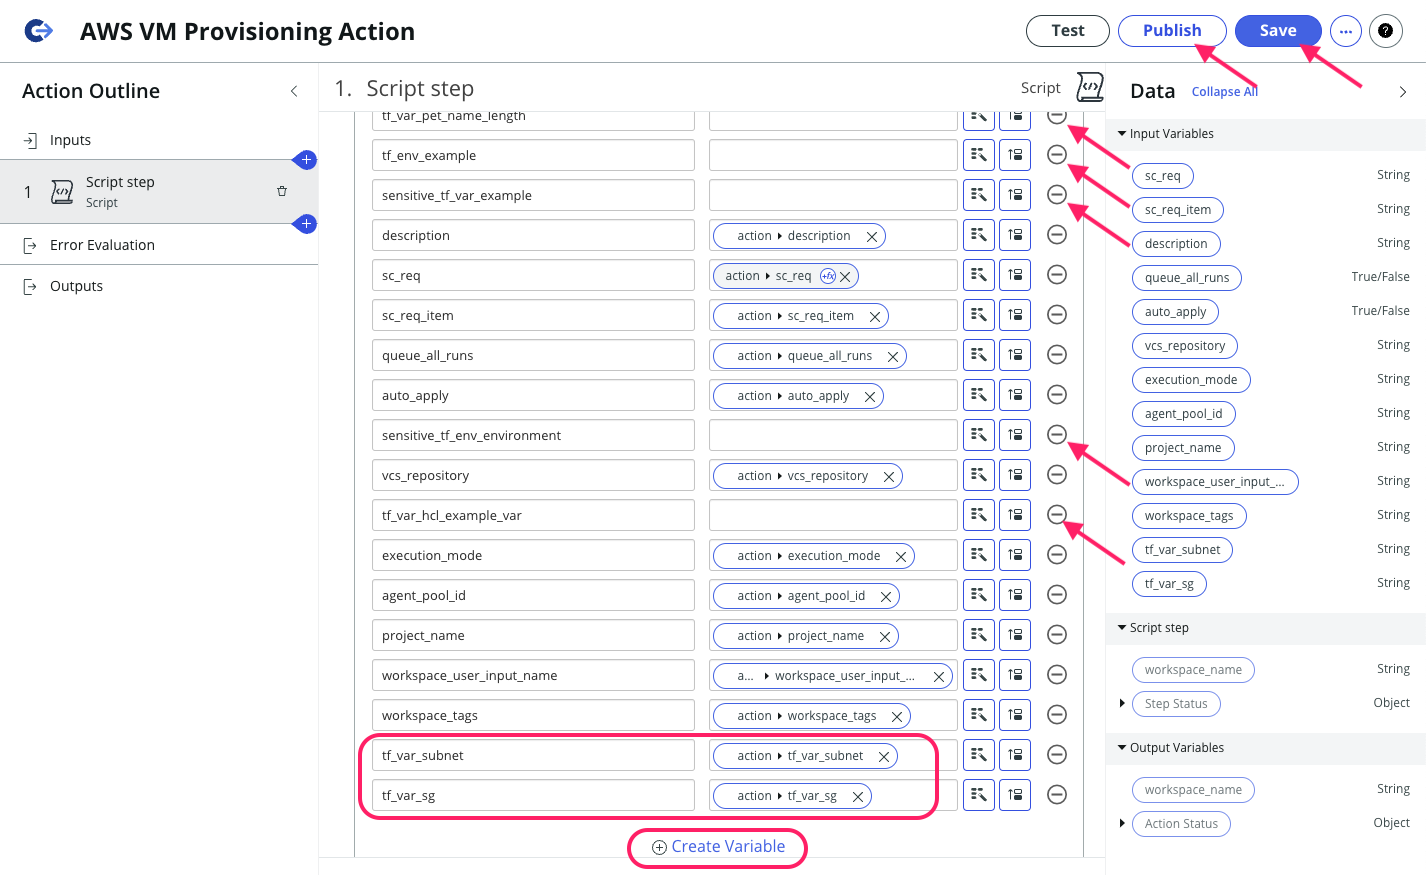 AWS VM Provisioning Action
Test
Publish
Save
...
?
Action Outline
Inputs
1
Script step
Script
Error Evaluation
Outputs
1. Script step
Script
tf_var_pet_name_length
tf_env_example
sensitive_tf_var_example
description
action description
sc_req
action sc_req +fx
sc_req_item
action sc_req_item
queue_all_runs
action queue_all_runs
auto_apply
action auto_apply
sensitive_tf_env_environment
vcs_repository
action vcs_repository
tf_var_hcl_example_var
execution_mode
action execution_mode
agent_pool_id
action agent_pool_id
project_name
action project_name
workspace_user_input_name
a... workspace_user_input_...
workspace_tags
action workspace_tags
tf_var_subnet
action tf_var_subnet
tf_var_sg
action tf_var_sg
Create Variable
Data
Collapse All
Input Variables
sc_req String
sc_req_item String
description String
queue_all_runs True/False
auto_apply True/False
vcs_repository String
execution_mode String
agent_pool_id String
project_name String
workspace_user_input_... String
workspace_tags String
tf_var_subnet String
tf_var_sg String
Script step
workspace_name String
Step Status Object
Output Variables
workspace_name String
Action Status Object